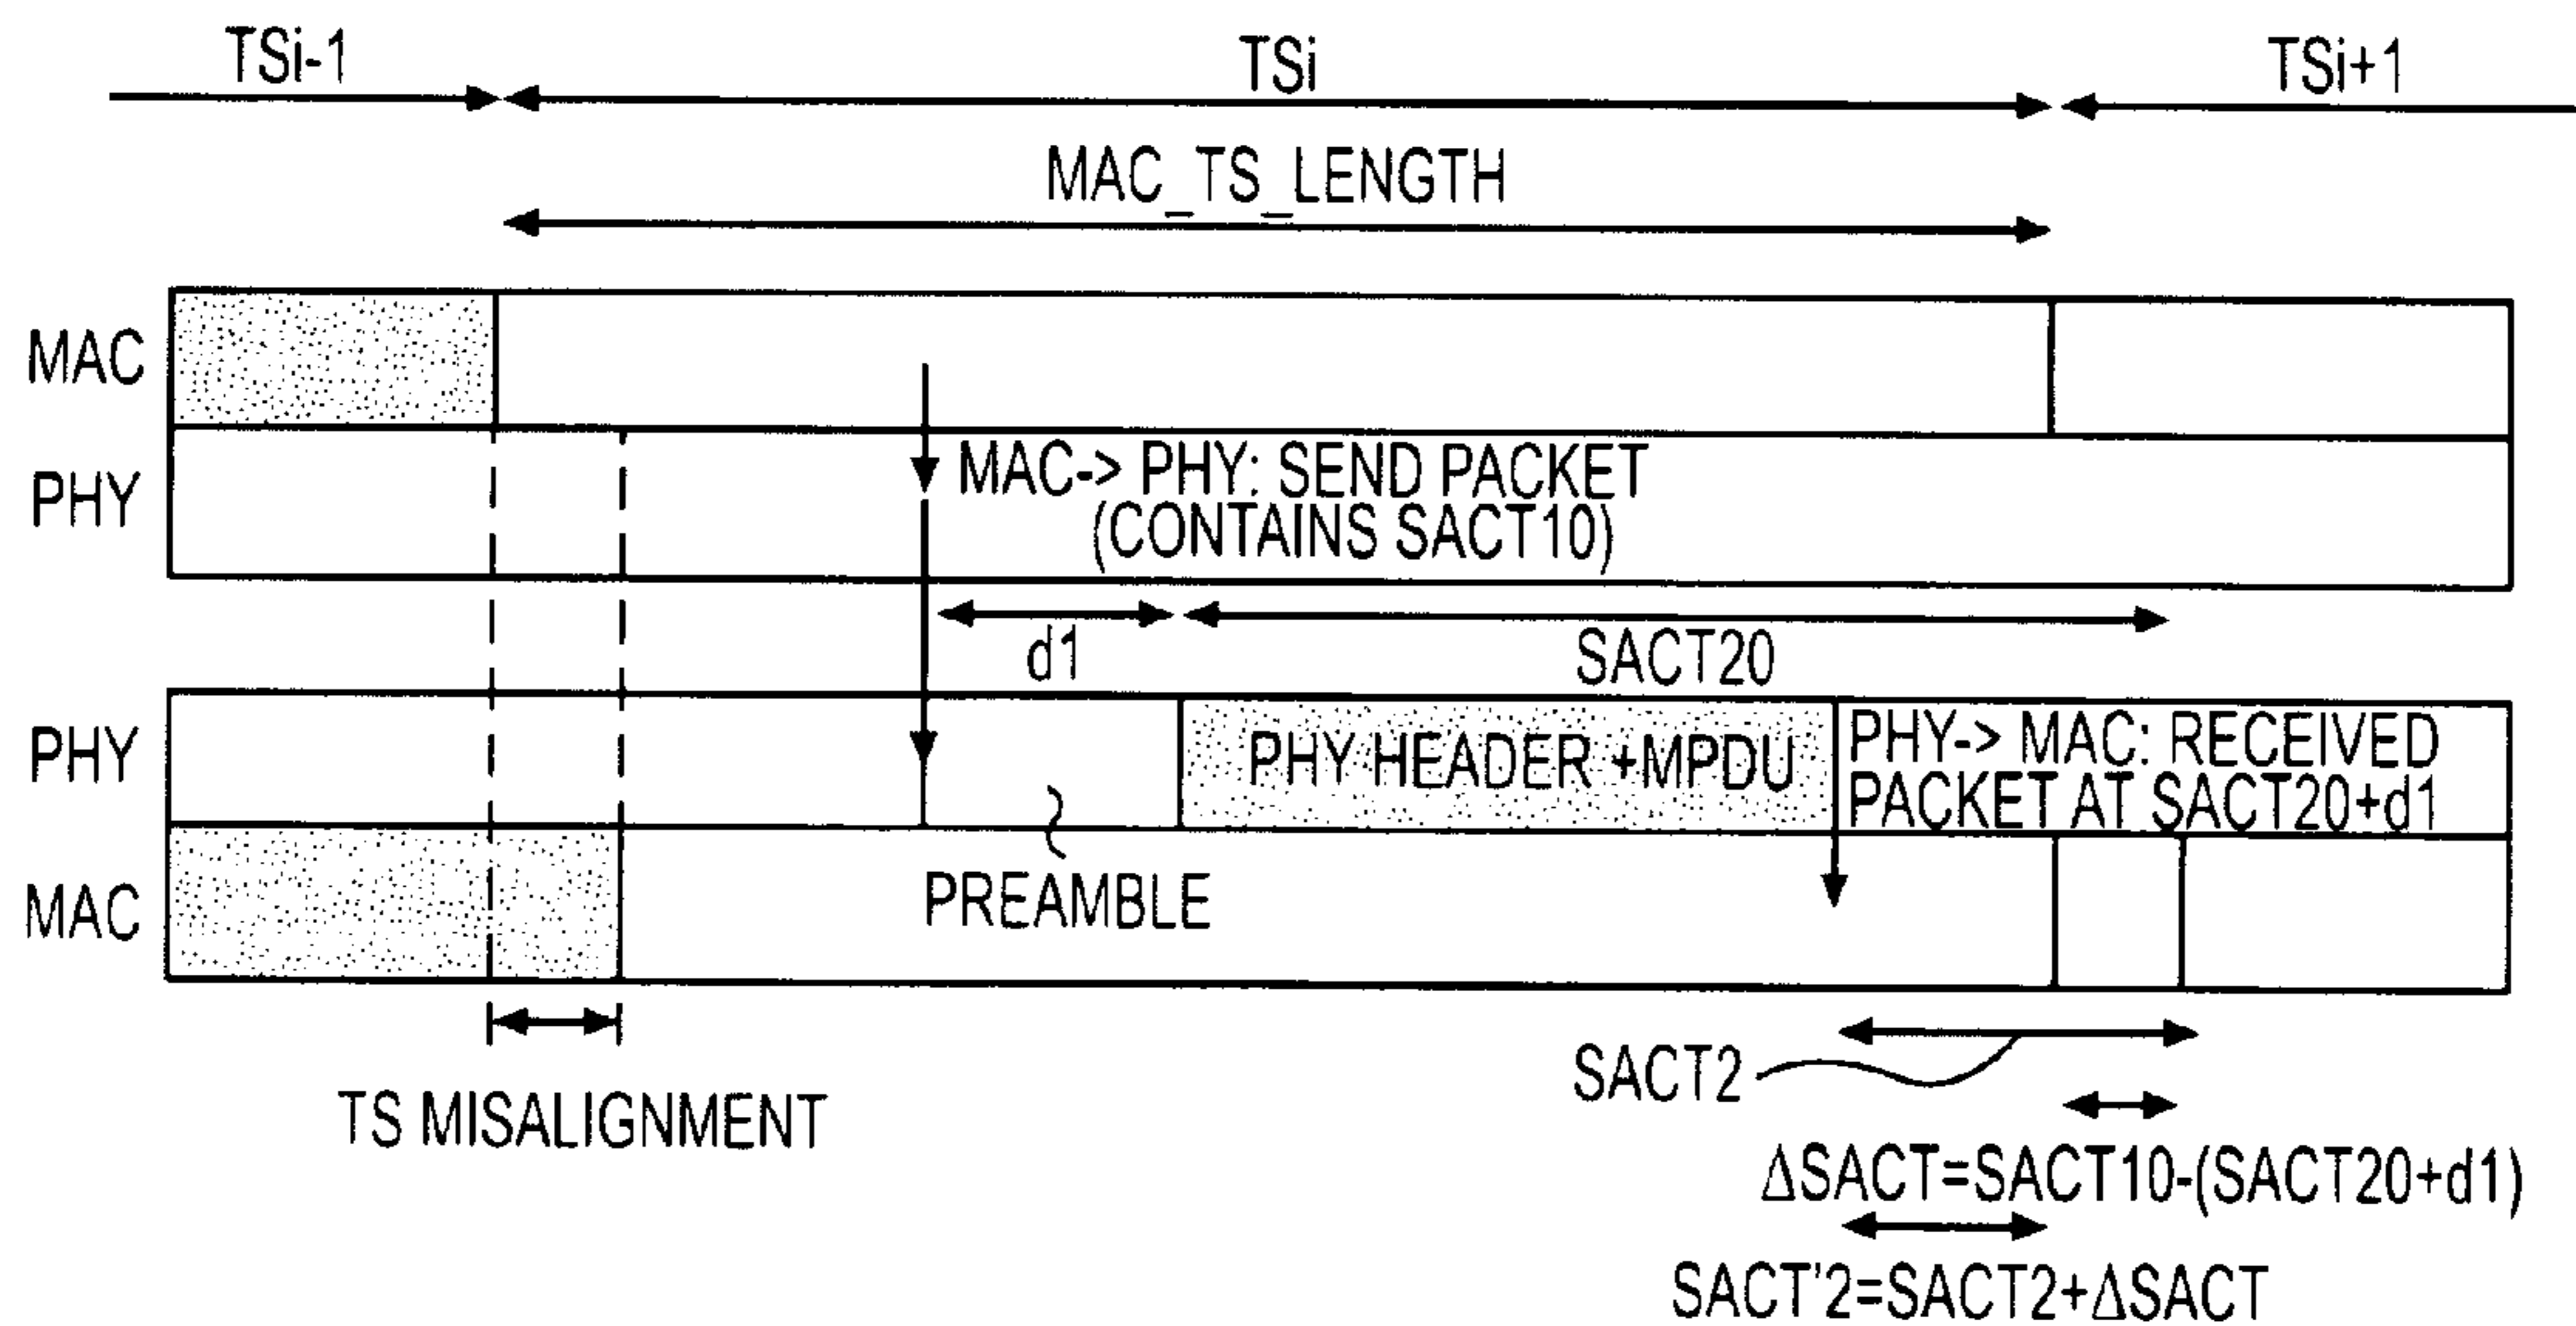 TSi-1
TSi
TSi+1
MAC_TS_LENGTH
MAC
PHY
MAC-> PHY: SEND PACKET
(CONTAINS SACT10)
d1
SACT20
PHY
PHY HEADER +MPDU
PHY-> MAC: RECEIVED
PACKET AT SACT20+d1
MAC
PREAMBLE
SACT2
TS MISALIGNMENT
ΔSACT=SACT10-(SACT20+d1)
SACT'2=SACT2+ΔSACT